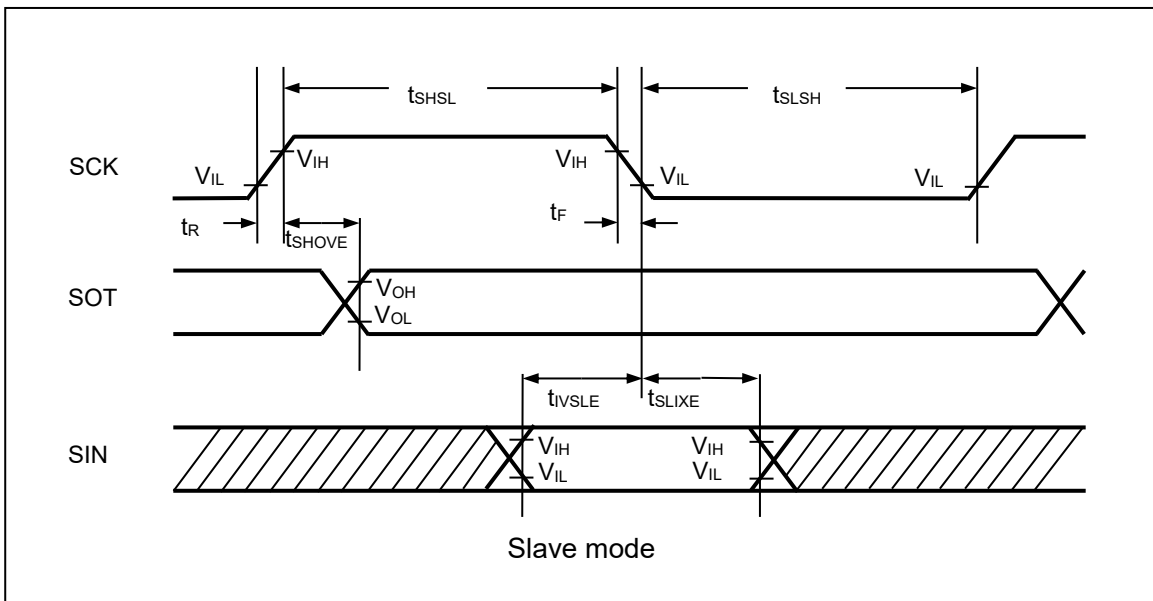 tSHSL tSLSH
SCK VIL VIH VIH VIL VIL
tR tSHOVE tF
SOT VOH
VOL
tIVSLE tSLIXE
SIN VIH VIH
VIL VIL
Slave mode